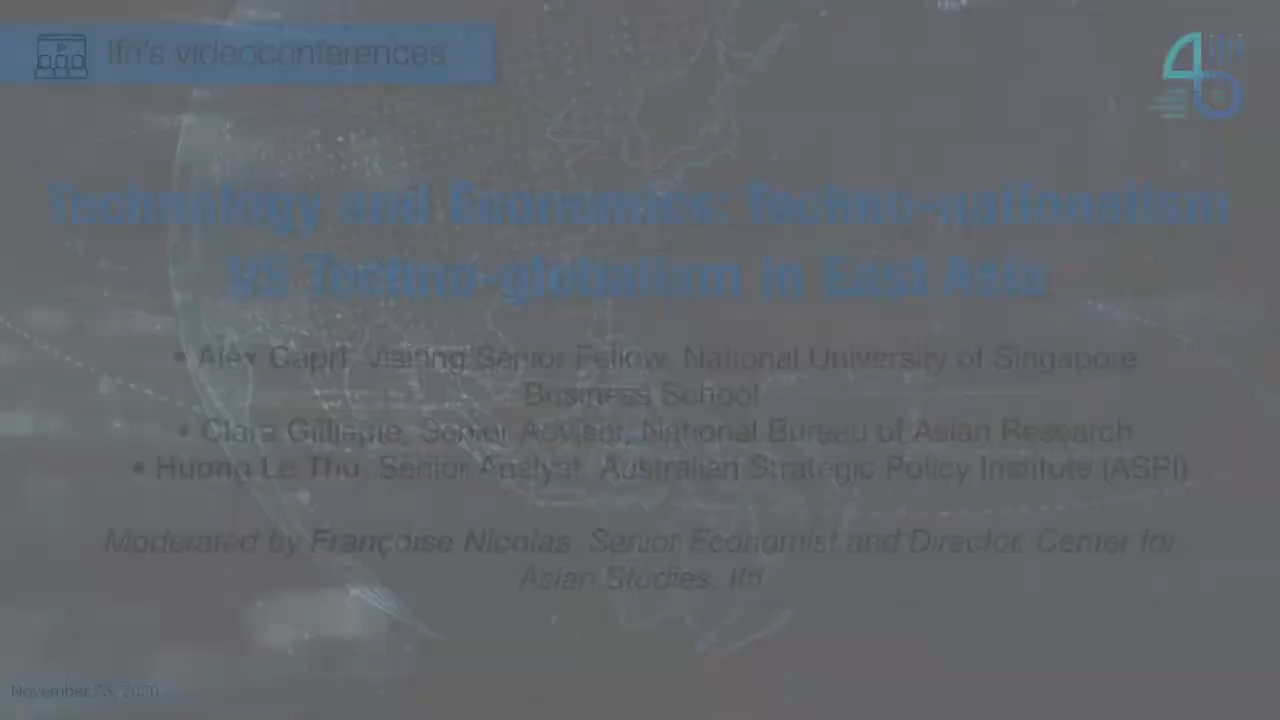 Ifri's videoconferences
Technology and Economics: Techno-nationalism
VS Techno-globalism in East Asia
• Alex Capri, Visiting Senior Fellow, National University of Singapore
Business School
• Clara Gillispie, Senior Advisor, National Bureau of Asian Research
• Huong Le Thu, Senior Analyst, Australian Strategic Policy Institute (ASPI)
Moderated by Françoise Nicolas, Senior Economist and Director, Center for
Asian Studies, Ifri
November 2020